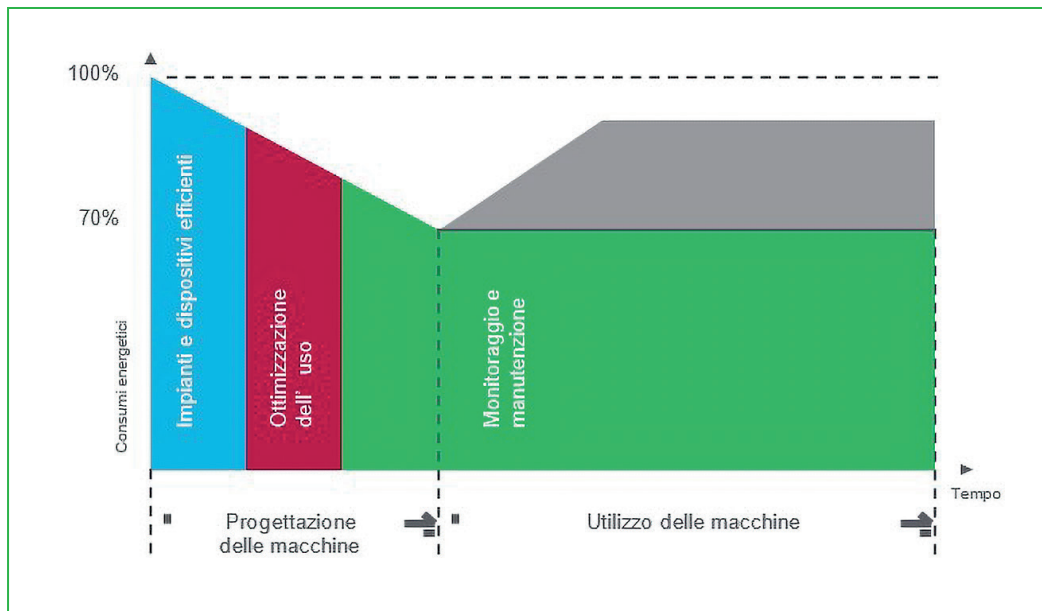 100%
70%
Consumi energetici
Impianti e dispositivi efficienti
Ottimizzazione
dell' uso
Monitoraggio e
manutenzione
Tempo
Progettazione
delle macchine
Utilizzo delle macchine